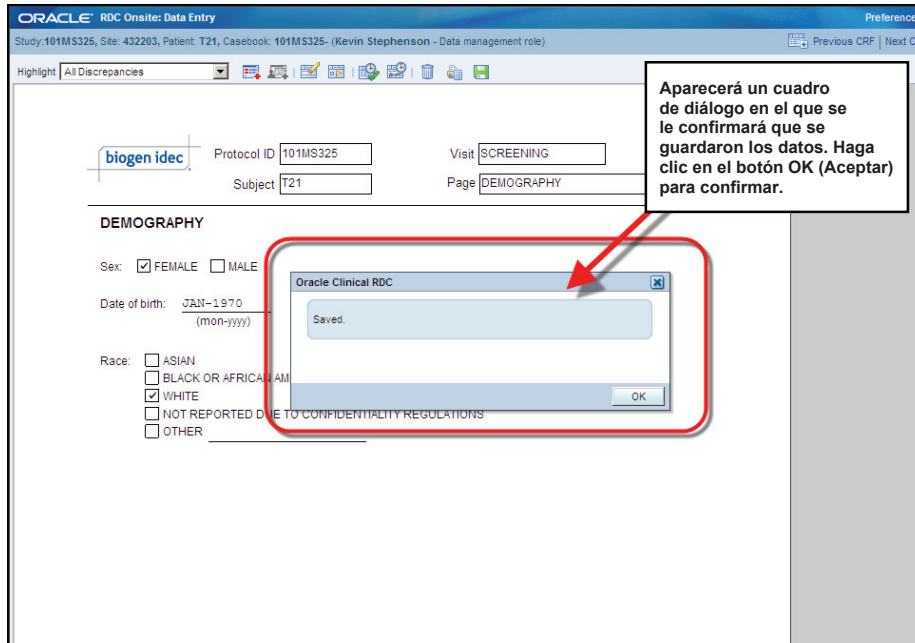 ORACLE RDC Onsite: Data Entry
Preference
Study:101MS325, Site: 432203, Patient: T21, Casebook: 101MS325- (Kevin Stephenson - Data management role)
Previous CRF | Next C
Highlight All Discrepancies
Aparecerá un cuadro
de diálogo en el que se
le confirmará que se
guardaron los datos. Haga
clic en el botón OK (Aceptar)
para confirmar.
biogen idec
Protocol ID 101MS325
Visit SCREENING
Subject T21
Page DEMOGRAPHY
DEMOGRAPHY
Sex: FEMALE MALE
Date of birth: JAN-1970
(mon-yyyy)
Oracle Clinical RDC
Saved.
OK
Race: ASIAN
BLACK OR AFRICAN AM
WHITE
NOT REPORTED DUE TO CONFIDENTIALITY REGULATIONS
OTHER